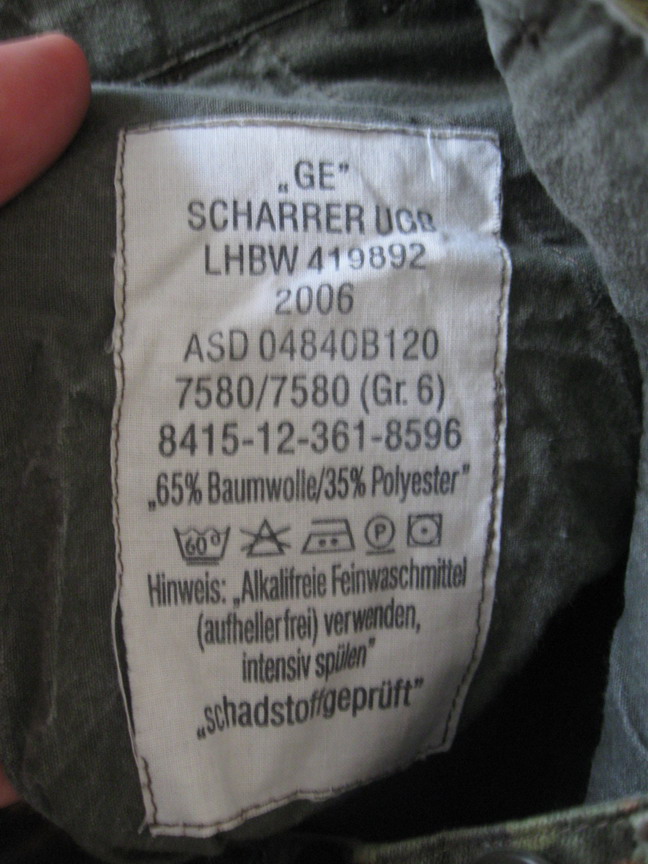 „GE”
SCHARRER UGB
LHBW 419892
2006
ASD 04840B120
7580/7580 (Gr. 6)
8415-12-361-8596
„65% Baumwolle/35% Polyester”
60 P
Hinweis: „Alkalifreie Feinwaschmittel
(aufhellerfrei) verwenden,
intensiv spülen”
„schadstoffgeprüft”